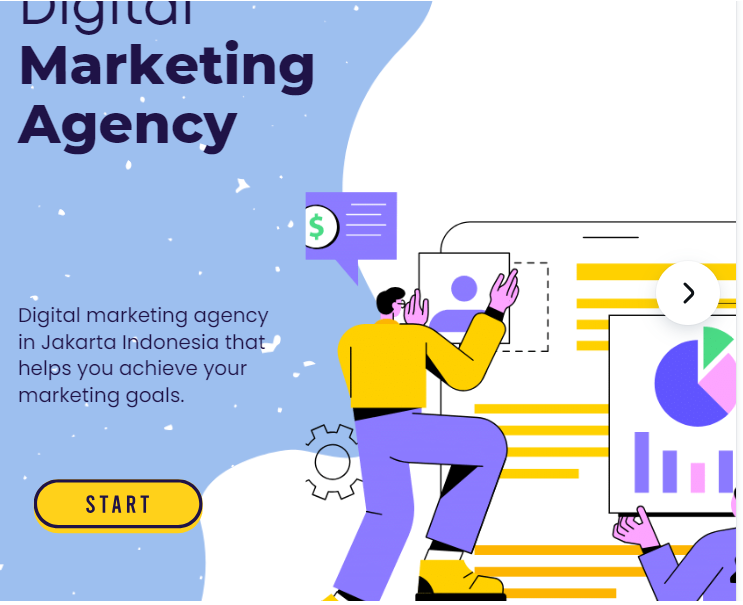 Digital
Marketing
Agency
$
Digital marketing agency
in Jakarta Indonesia that
helps you achieve your
marketing goals.
START